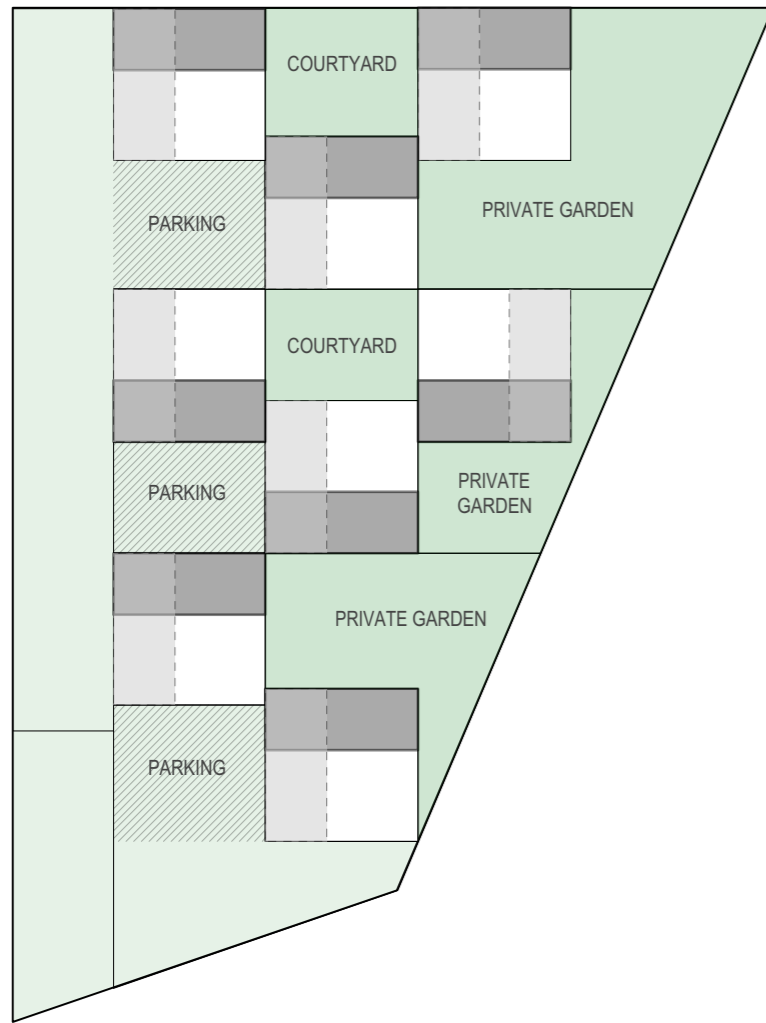 COURTYARD
PARKING
PRIVATE GARDEN
COURTYARD
PARKING
PRIVATE
GARDEN
PRIVATE GARDEN
PARKING